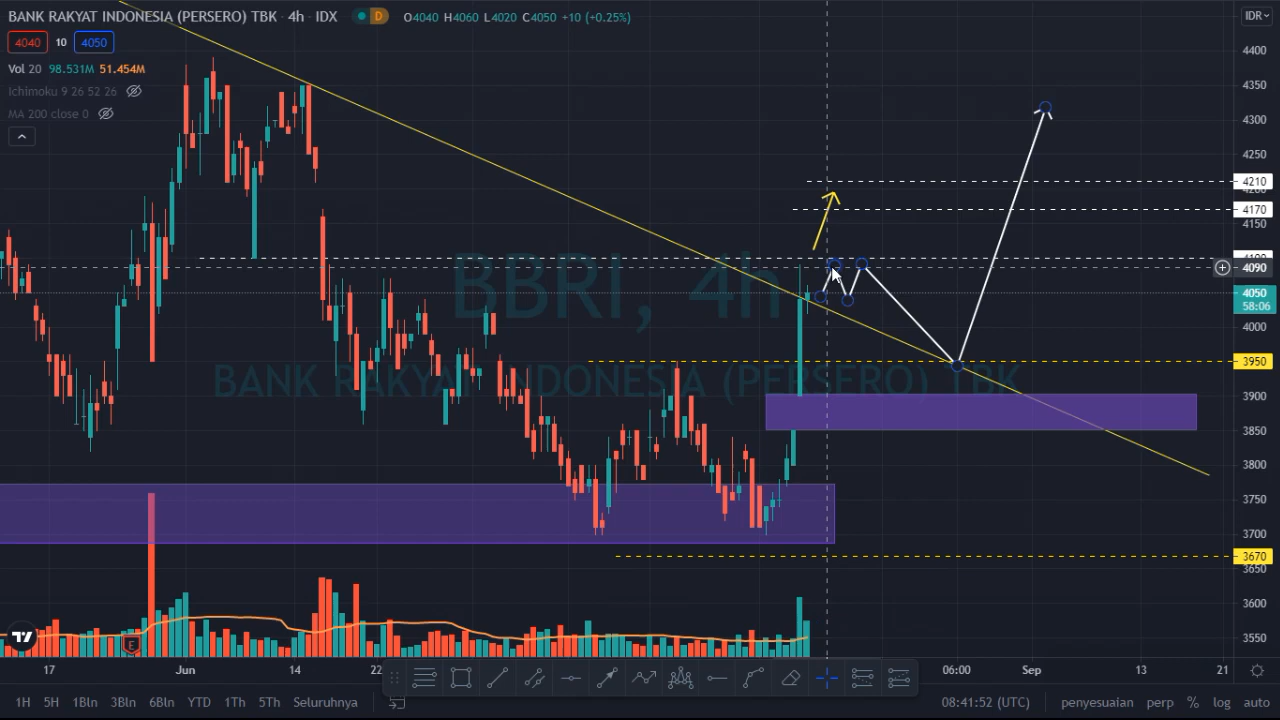 BANK RAKYAT INDONESIA (PERSERO) TBK · 4h · IDX D O4040 H4060 L4020 C4050 +10 (+0.25%)
IDR
4040 10 4050
Vol 20 98.531M 51.454M
Ichimoku 9 26 52 26
MA 200 close 0
BBRI, 4h
BANK RAKYAT INDONESIA (PERSERO) TBK
4400
4350
4300
4250
4210
4200
4170
4150
4100
4090
4050
58:06
4000
3950
3900
3850
3800
3750
3700
3670
3650
3600
3550
E
17 Jun 14 22 06:00 Sep 13 21
1H 5H 1Bln 3Bln 6Bln YTD 1Th 5Th Seluruhnya 08:41:52 (UTC) penyesuaian perp % log auto